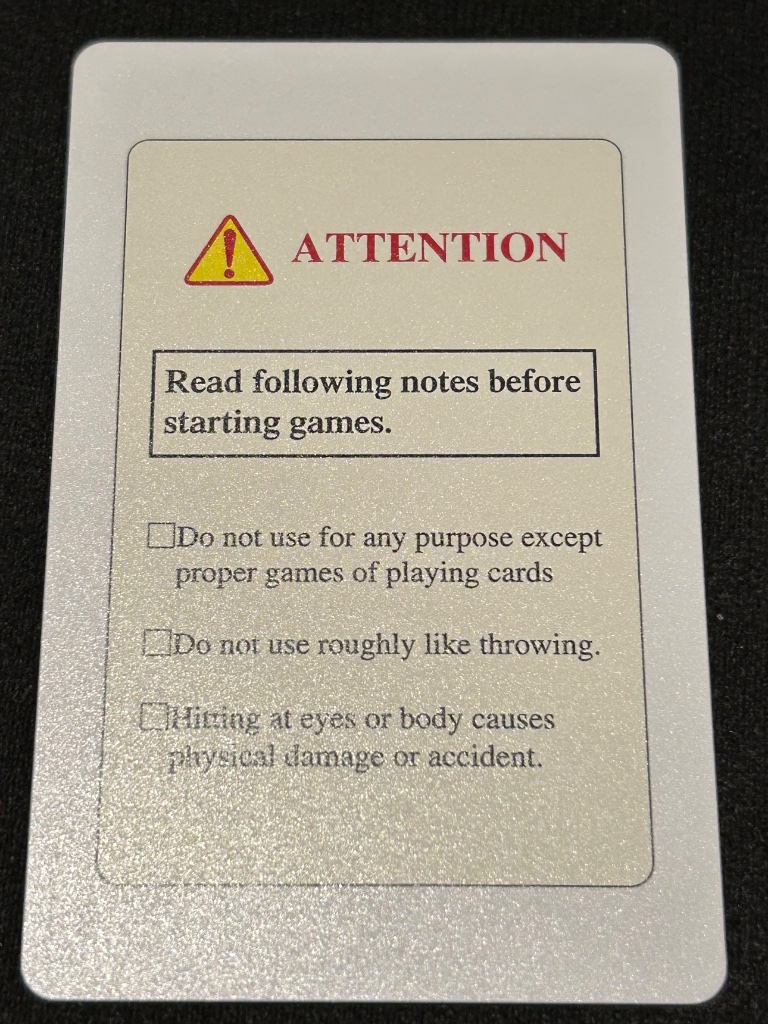 ATTENTION
Read following notes before
starting games.
□Do not use for any purpose except
proper games of playing cards
□Do not use roughly like throwing.
□Hitting at eyes or body causes
physical damage or accident.